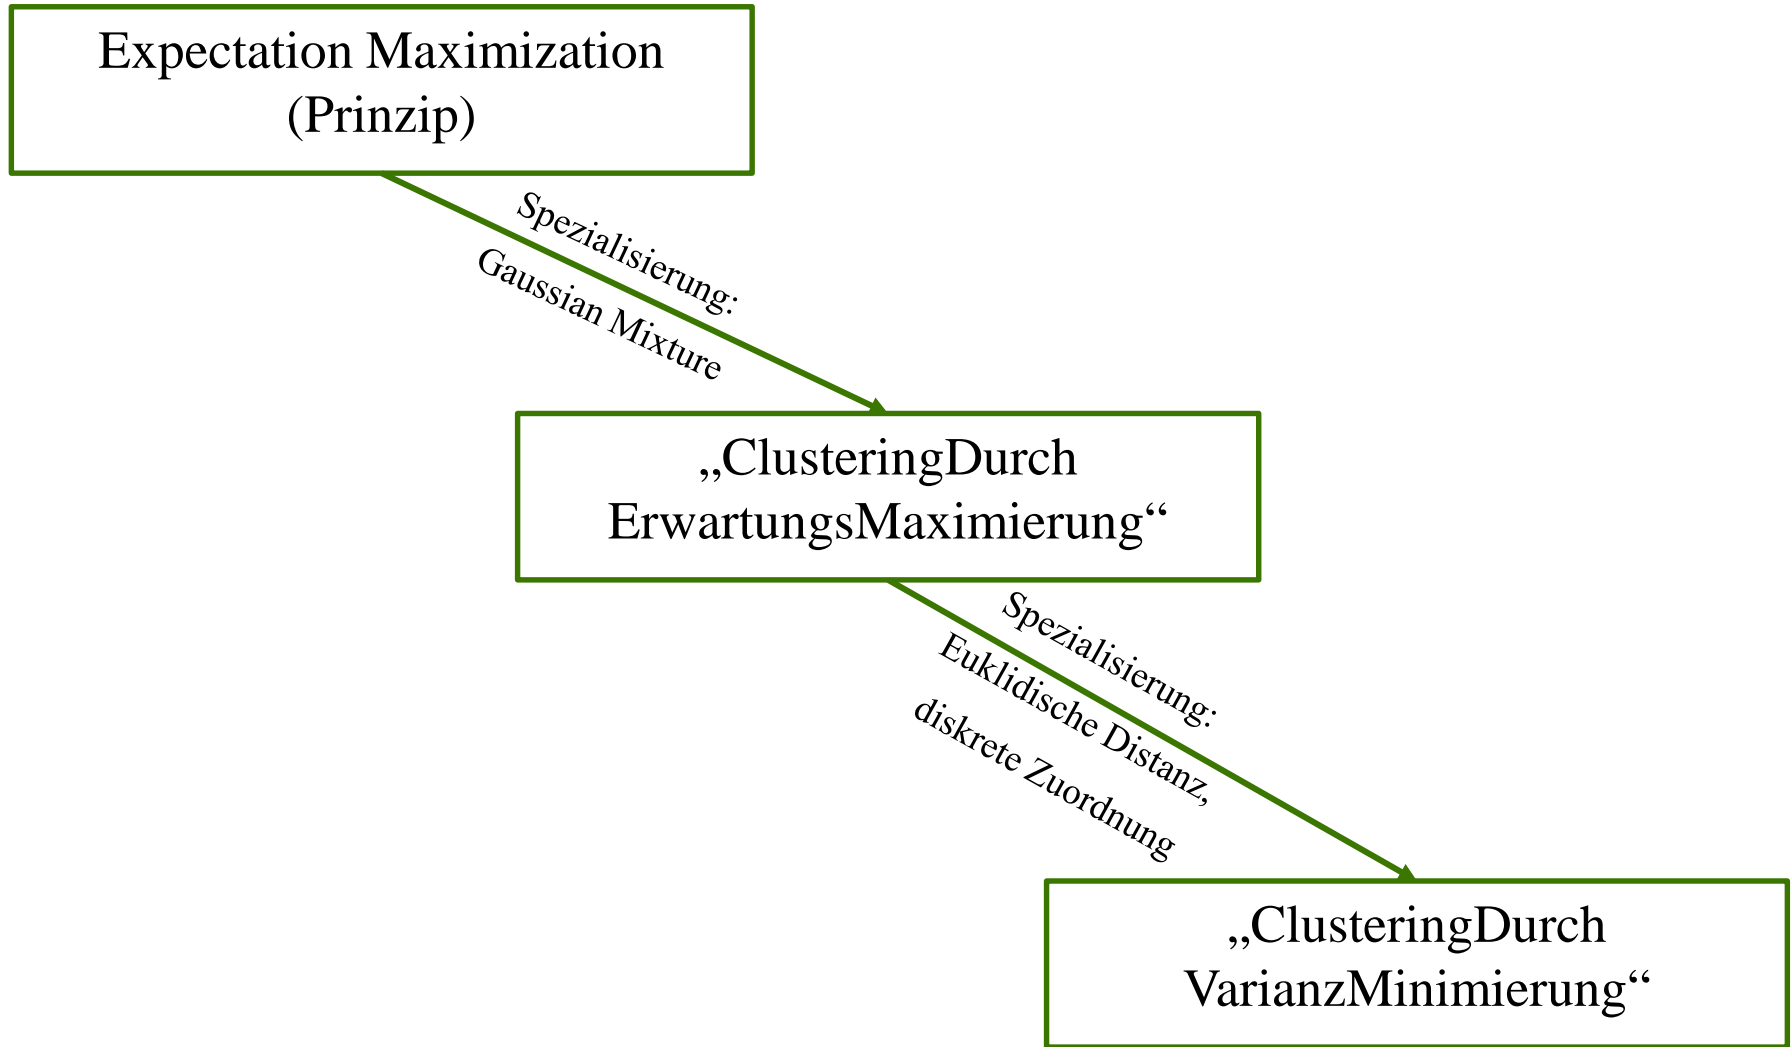 Expectation Maximization
(Prinzip)
Spezialisierung:
Gaussian Mixture
„ClusteringDurch
ErwartungsMaximierung“
Spezialisierung:
Euklidische Distanz,
diskrete Zuordnung
„ClusteringDurch
VarianzMinimierung“